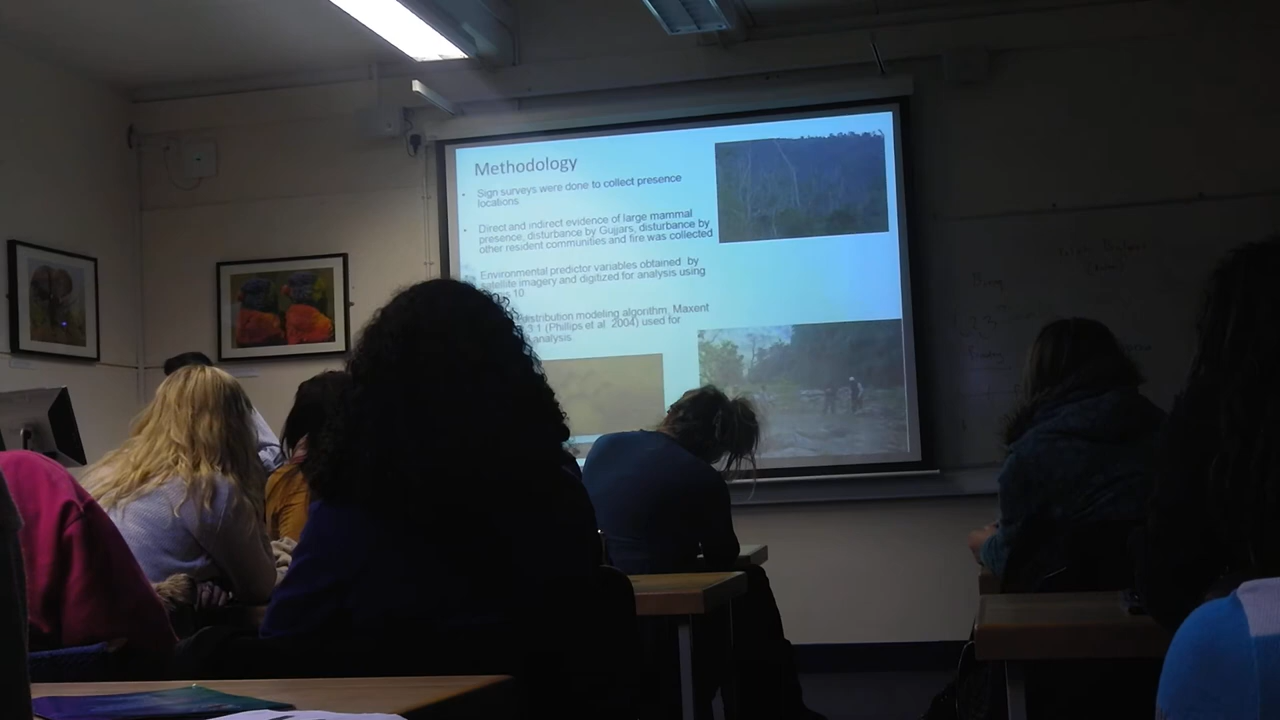 Methodology
Sign surveys were done to collect presence
locations
Direct and indirect evidence of large mammal
presence, disturbance by Gujjars, disturbance by
other resident communities and fire was collected
Environmental predictor variables obtained by
satellite imagery and digitized for analysis using
10
distribution modeling algorithm, Maxent
3.1 (Phillips et al. 2004) used for
analysis